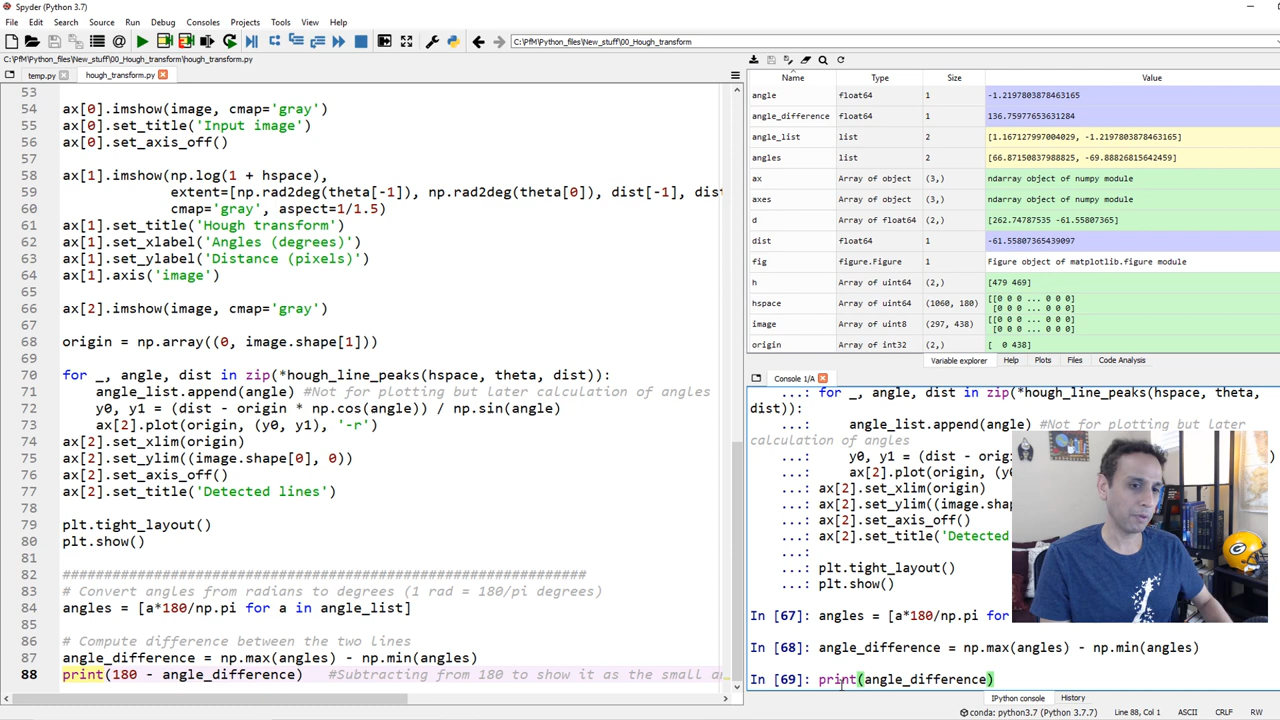 Spyder (Python 3.7)
File Edit Search Source Run Debug Consoles Projects Tools View Help
C:\PfM\Python_files\New_stuff\00_Hough_transform
C:\PfM\Python_files\New_stuff\00_Hough_transform\hough_transform.py
temp.py hough_transform.py
53
54 ax[0].imshow(image, cmap='gray')
55 ax[0].set_title('Input image')
56 ax[0].set_axis_off()
57
58 ax[1].imshow(np.log(1 + hspace),
59 extent=[np.rad2deg(theta[-1]), np.rad2deg(theta[0]), dist[-1], dis
60 cmap='gray', aspect=1/1.5)
61 ax[1].set_title('Hough transform')
62 ax[1].set_xlabel('Angles (degrees)')
63 ax[1].set_ylabel('Distance (pixels)')
64 ax[1].axis('image')
65
66 ax[2].imshow(image, cmap='gray')
67
68 origin = np.array((0, image.shape[1]))
69
70 for _, angle, dist in zip(*hough_line_peaks(hspace, theta, dist)):
71 angle_list.append(angle) #Not for plotting but later calculation of angles
72 y0, y1 = (dist - origin * np.cos(angle)) / np.sin(angle)
73 ax[2].plot(origin, (y0, y1), '-r')
74 ax[2].set_xlim(origin)
75 ax[2].set_ylim((image.shape[0], 0))
76 ax[2].set_axis_off()
77 ax[2].set_title('Detected lines')
78
79 plt.tight_layout()
80 plt.show()
81
82 ###############################################################
83 # Convert angles from radians to degrees (1 rad = 180/pi degrees)
84 angles = [a*180/np.pi for a in angle_list]
85
86 # Compute difference between the two lines
87 angle_difference = np.max(angles) - np.min(angles)
88 print(180 - angle_difference) #Subtracting from 180 to show it as the small a
Name Type Size Value
angle float64 1 -1.2197803878463165
angle_difference float64 1 136.75977653631284
angle_list list 2 [1.167127997004029, -1.2197803878463165]
angles list 2 [66.87150837988825, -69.88826815642459]
ax Array of object (3,) ndarray object of numpy module
axes Array of object (3,) ndarray object of numpy module
d Array of float64 (2,) [262.74787535 -61.55807365]
dist float64 1 -61.55807365439097
fig figure.Figure 1 Figure object of matplotlib.figure module
h Array of uint64 (2,) [479 469]
hspace Array of uint64 (1060, 180) [[0 0 0 ... 0 0 0]
[0 0 0 ... 0 0 0]
image Array of uint8 (297, 438) [[0 0 0 ... 0 0 0]
[0 0 0 ... 0 0 0]
origin Array of int32 (2,) [ 0 438]
Variable explorer Help Plots Files Code Analysis
Console 1/A
...: for _, angle, dist in zip(*hough_line_peaks(hspace, theta,
dist)):
...: angle_list.append(angle) #Not for plotting but later
calculation of angles
...: y0, y1 = (dist - orig
...: ax[2].plot(origin, (y
...: ax[2].set_xlim(origin)
...: ax[2].set_ylim((image.sha
...: ax[2].set_axis_off()
...: ax[2].set_title('Detected
...:
...: plt.tight_layout()
...: plt.show()
In [67]: angles = [a*180/np.pi for
In [68]: angle_difference = np.max(angles) - np.min(angles)
In [69]: print(angle_difference)
IPython console History
conda: python3.7 (Python 3.7.7) Line 88, Col 1 ASCII CRLF RW